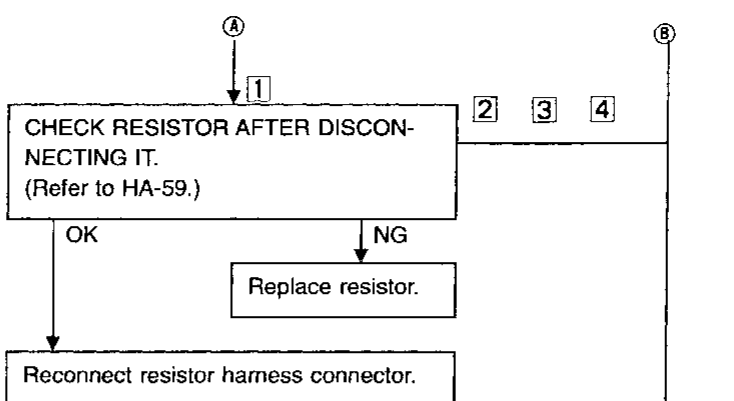 Ⓐ
Ⓑ
1
2 3 4
CHECK RESISTOR AFTER DISCON-
NECTING IT.
(Refer to HA-59.)
OK
NG
Replace resistor.
Reconnect resistor harness connector.